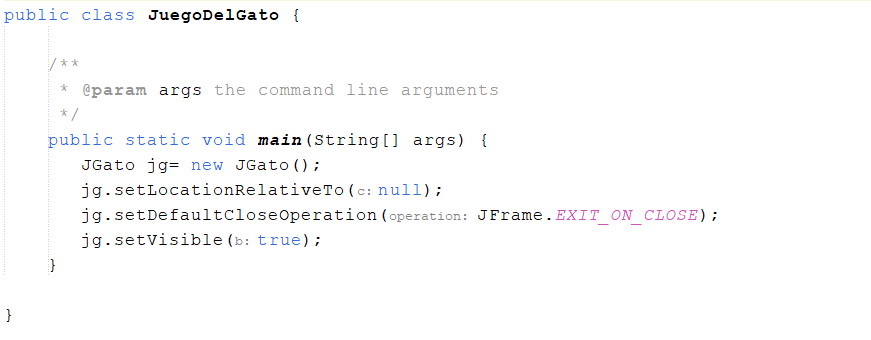 public class JuegoDelGato {
/**
* @param args the command line arguments
*/
public static void main(String[] args) {
JGato jg= new JGato();
jg.setLocationRelativeTo(c: null);
jg.setDefaultCloseOperation(operation: JFrame.EXIT_ON_CLOSE);
jg.setVisible(b: true);
}
}